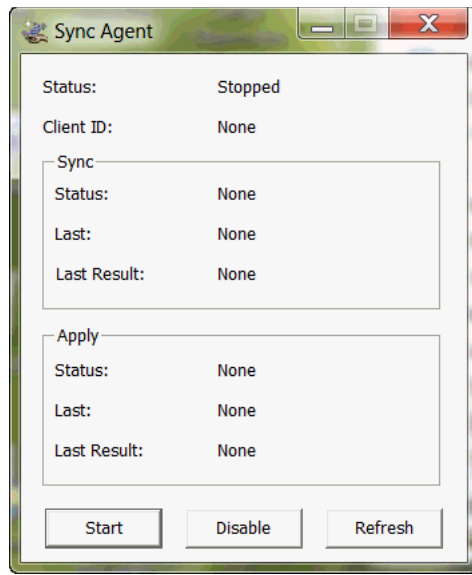 Sync Agent
Status: Stopped
Client ID: None
Sync
Status: None
Last: None
Last Result: None
Apply
Status: None
Last: None
Last Result: None
Start Disable Refresh